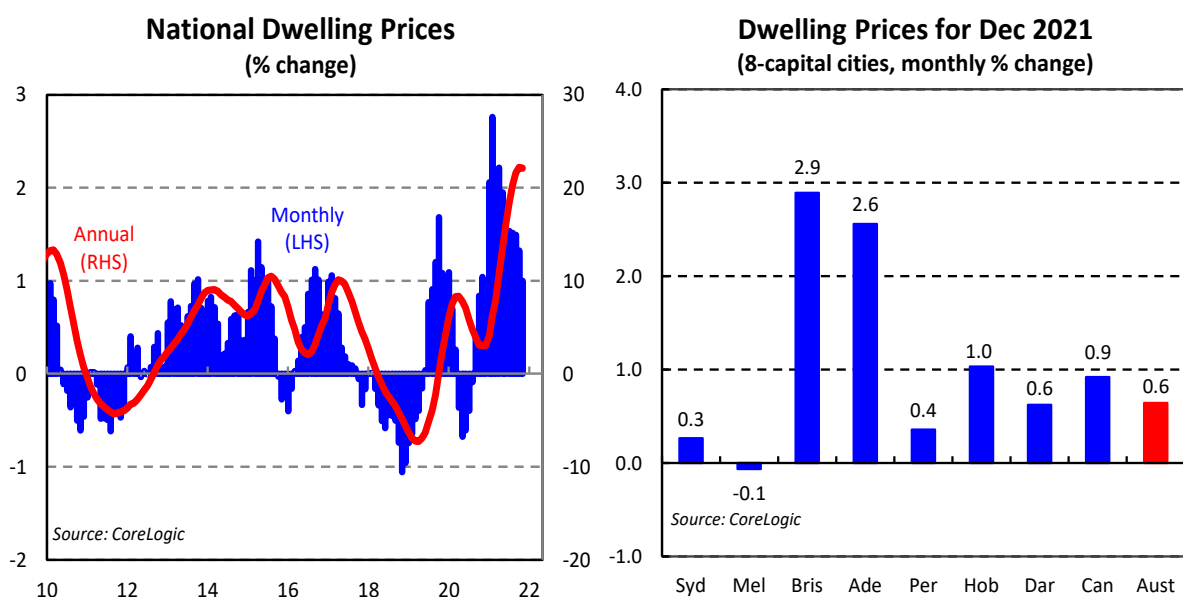 National Dwelling Prices
(% change)
3
30
2
20
1
10
0
0
-1
-10
-2
-20
Annual
(RHS)
Monthly
(LHS)
Source: CoreLogic
10 12 14 16 18 20 22
Dwelling Prices for Dec 2021
(8-capital cities, monthly % change)
4.0
3.0
2.0
1.0
0.0
-1.0
0.3
-0.1
2.9
2.6
0.4
1.0
0.6
0.9
0.6
Source: CoreLogic
Syd Mel Bris Ade Per Hob Dar Can Aust